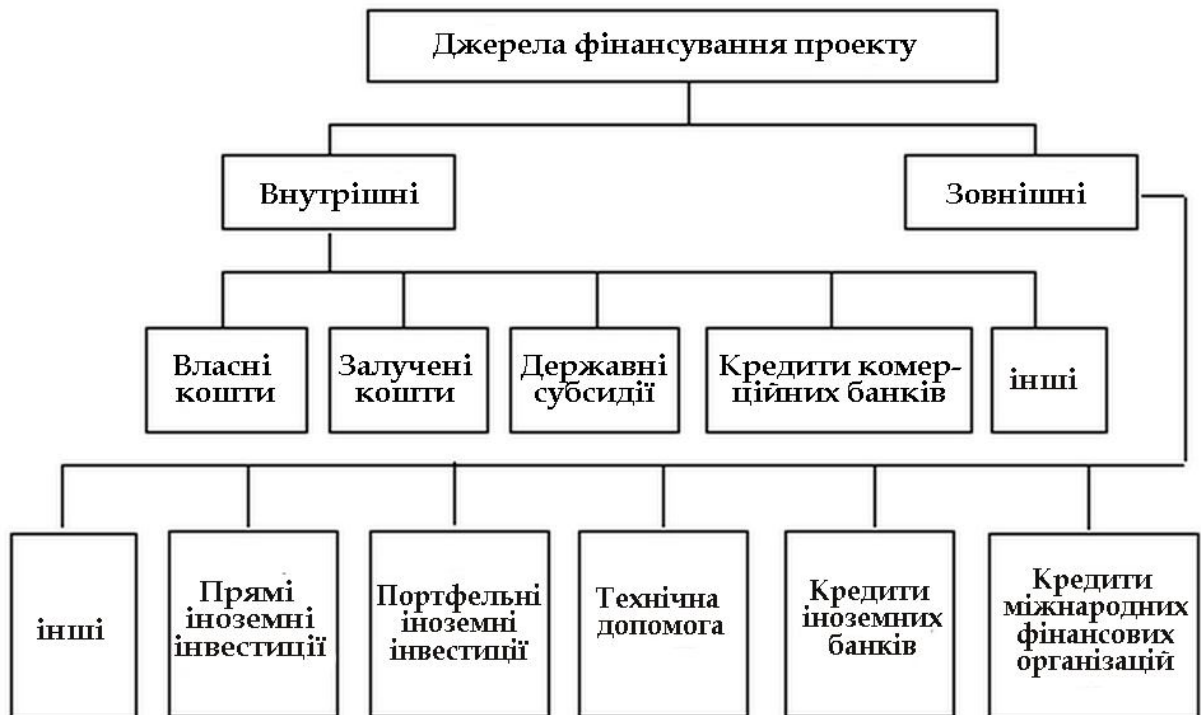 Джерела фінансування проекту
Внутрішні
Зовнішні
Власні
кошти
Залучені
кошти
Державні
субсидії
Кредити комер-
ційних банків
інші
інші
Прямі
іноземні
інвестиції
Портфельні
іноземні
інвестиції
Технічна
допомога
Кредити
іноземних
банків
Кредити
міжнародних
фінансових
організацій